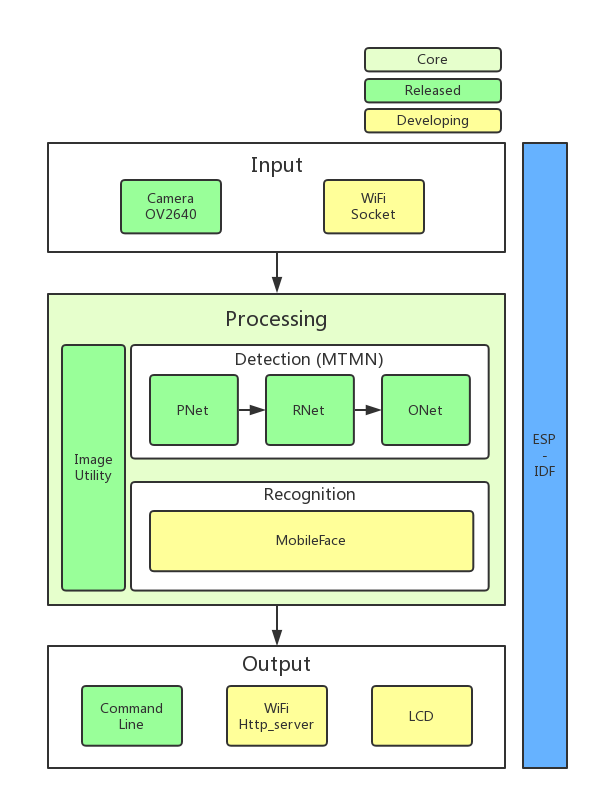 Core
Released
Developing
Input
Camera
OV2640
WiFi
Socket
Processing
Detection (MTMN)
PNet
RNet
ONet
Image
Utility
Recognition
MobileFace
Output
Command
Line
WiFi
Http_server
LCD
ESP
-
IDF